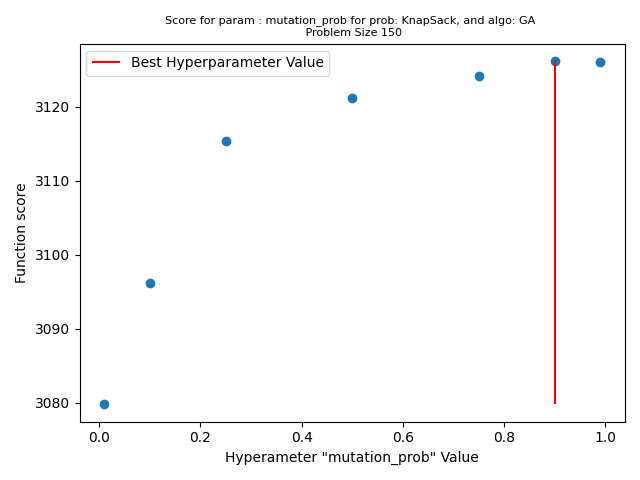 Score for param : mutation_prob for prob: KnapSack, and algo: GA
Problem Size 150
Best Hyperparameter Value
Function score
3120
3110
3100
3090
3080
0.0 0.2 0.4 0.6 0.8 1.0
Hyperameter "mutation_prob" Value